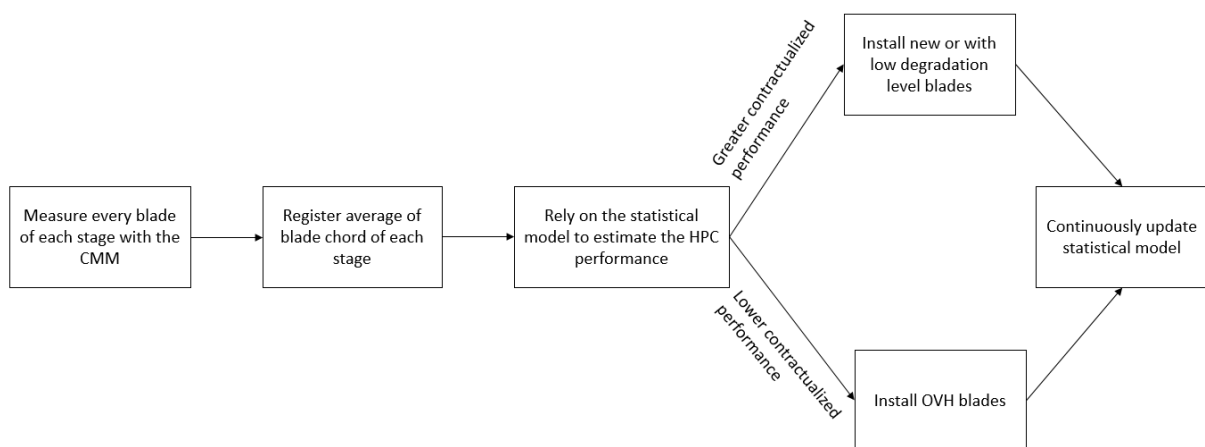 Measure every blade
of each stage with the
CMM
Register average of
blade chord of each
stage
Rely on the statistical
model to estimate the HPC
performance
Greater contractualized
performance
Lower contractualized
performance
Install new or with
low degradation
level blades
Install OVH blades
Continuously update
statistical model